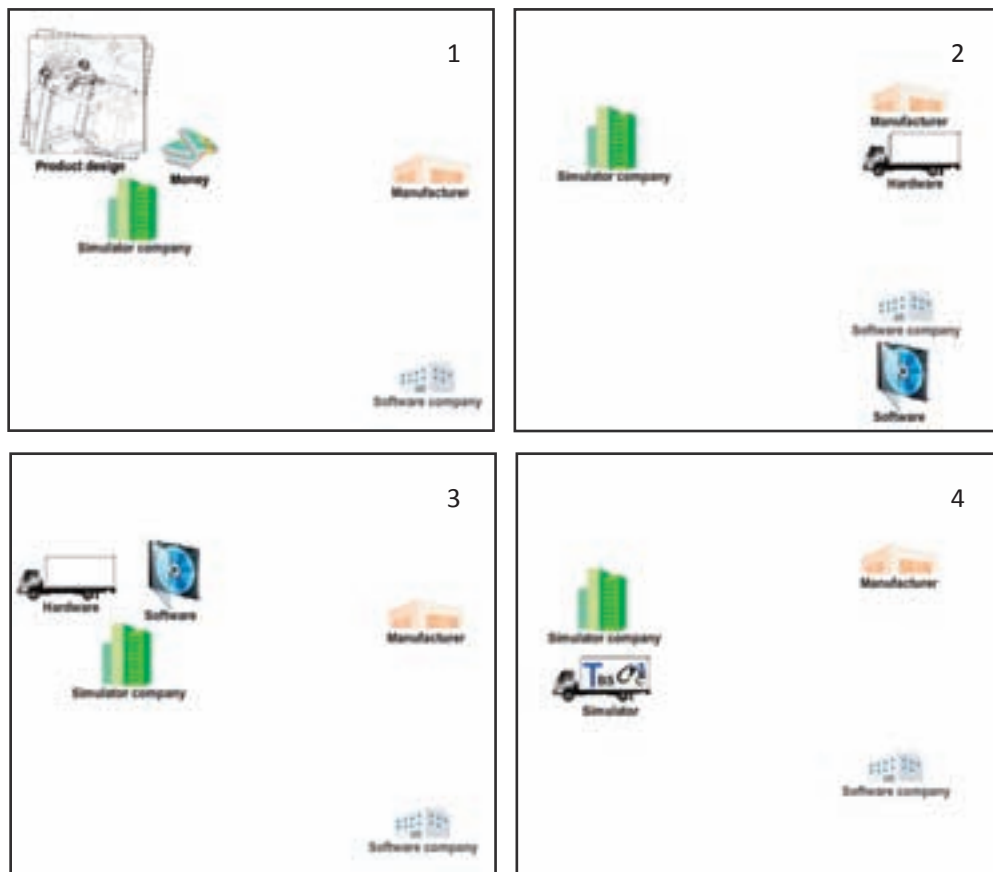 1
Product design
Money
Manufacturer
Simulator company
Software company
2
Manufacturer
Simulator company
Hardware
Software company
Software
3
Hardware
Software
Manufacturer
Simulator company
Software company
4
Manufacturer
Simulator company
TBS
Simulator
Software company